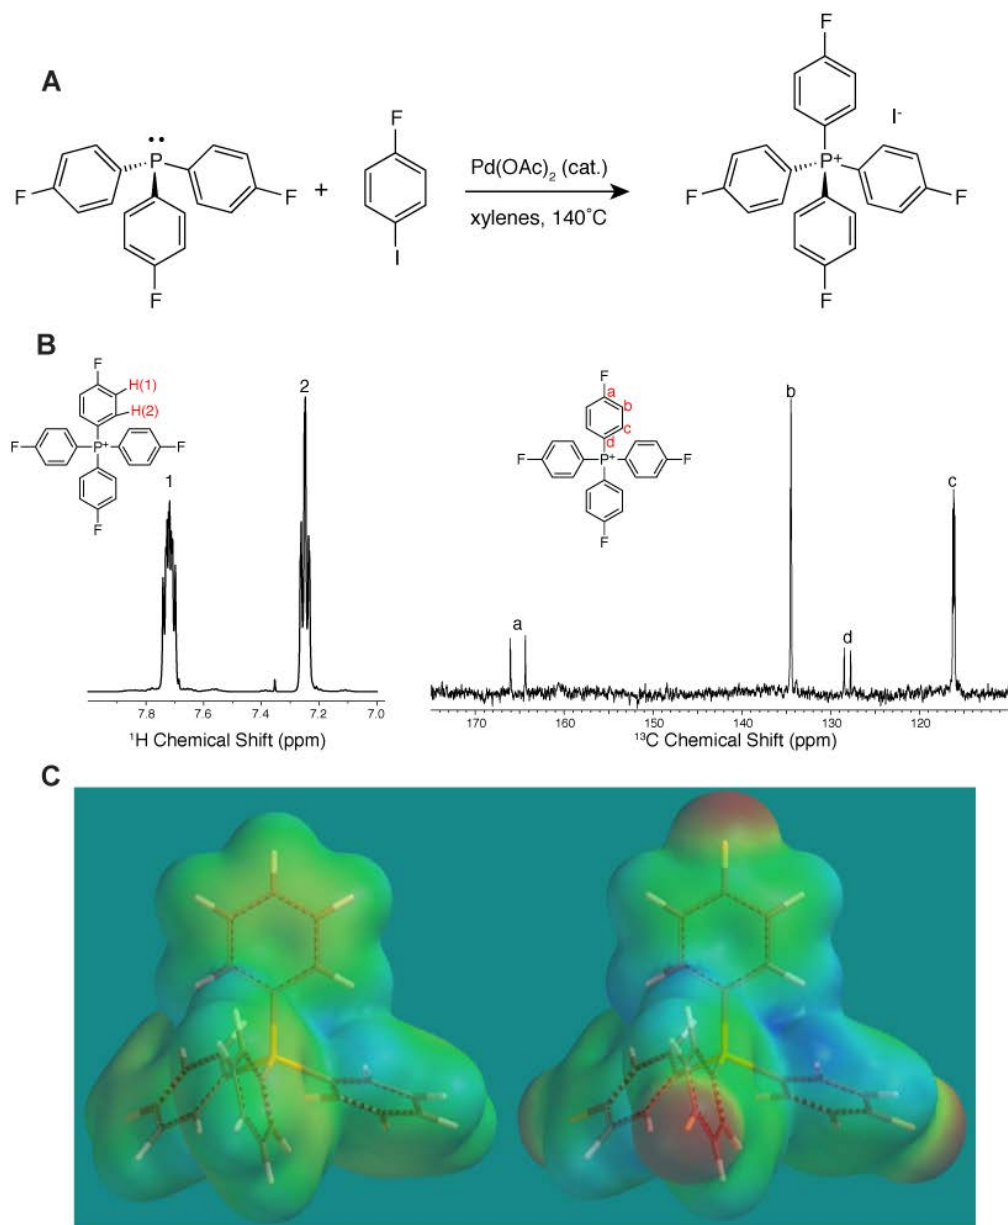 A
F
P
F
F
F
+
F
I
Pd(OAc)2 (cat.)
xylenes, 140˚C
F
I-
P+
F
F
F
B
F
H(1)
H(2)
F
P+
F
F
1
2
7.8
7.6
7.4
7.2
7.0
1H Chemical Shift (ppm)
F
a
b
c
d
F
P+
F
F
a
b
d
c
170
160
150
140
130
120
13C Chemical Shift (ppm)
C